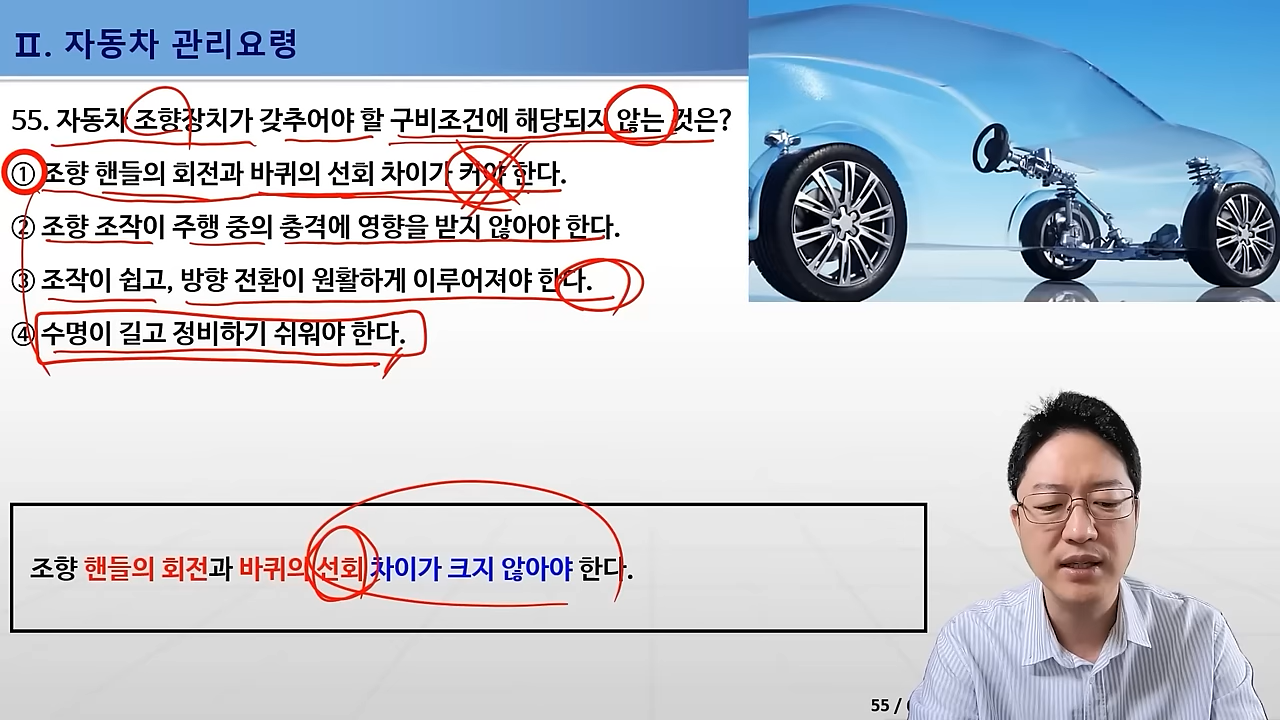 Ⅱ. 자동차 관리요령
55. 자동차 조향장치가 갖추어야 할 구비조건에 해당되지 않는 것은?
① 조향 핸들의 회전과 바퀴의 선회 차이가 커야 한다.
② 조향 조작이 주행 중의 충격에 영향을 받지 않아야 한다.
③ 조작이 쉽고, 방향 전환이 원활하게 이루어져야 한다.
④ 수명이 길고 정비하기 쉬워야 한다.
조향 핸들의 회전과 바퀴의 선회 차이가 크지 않아야 한다.
55 /